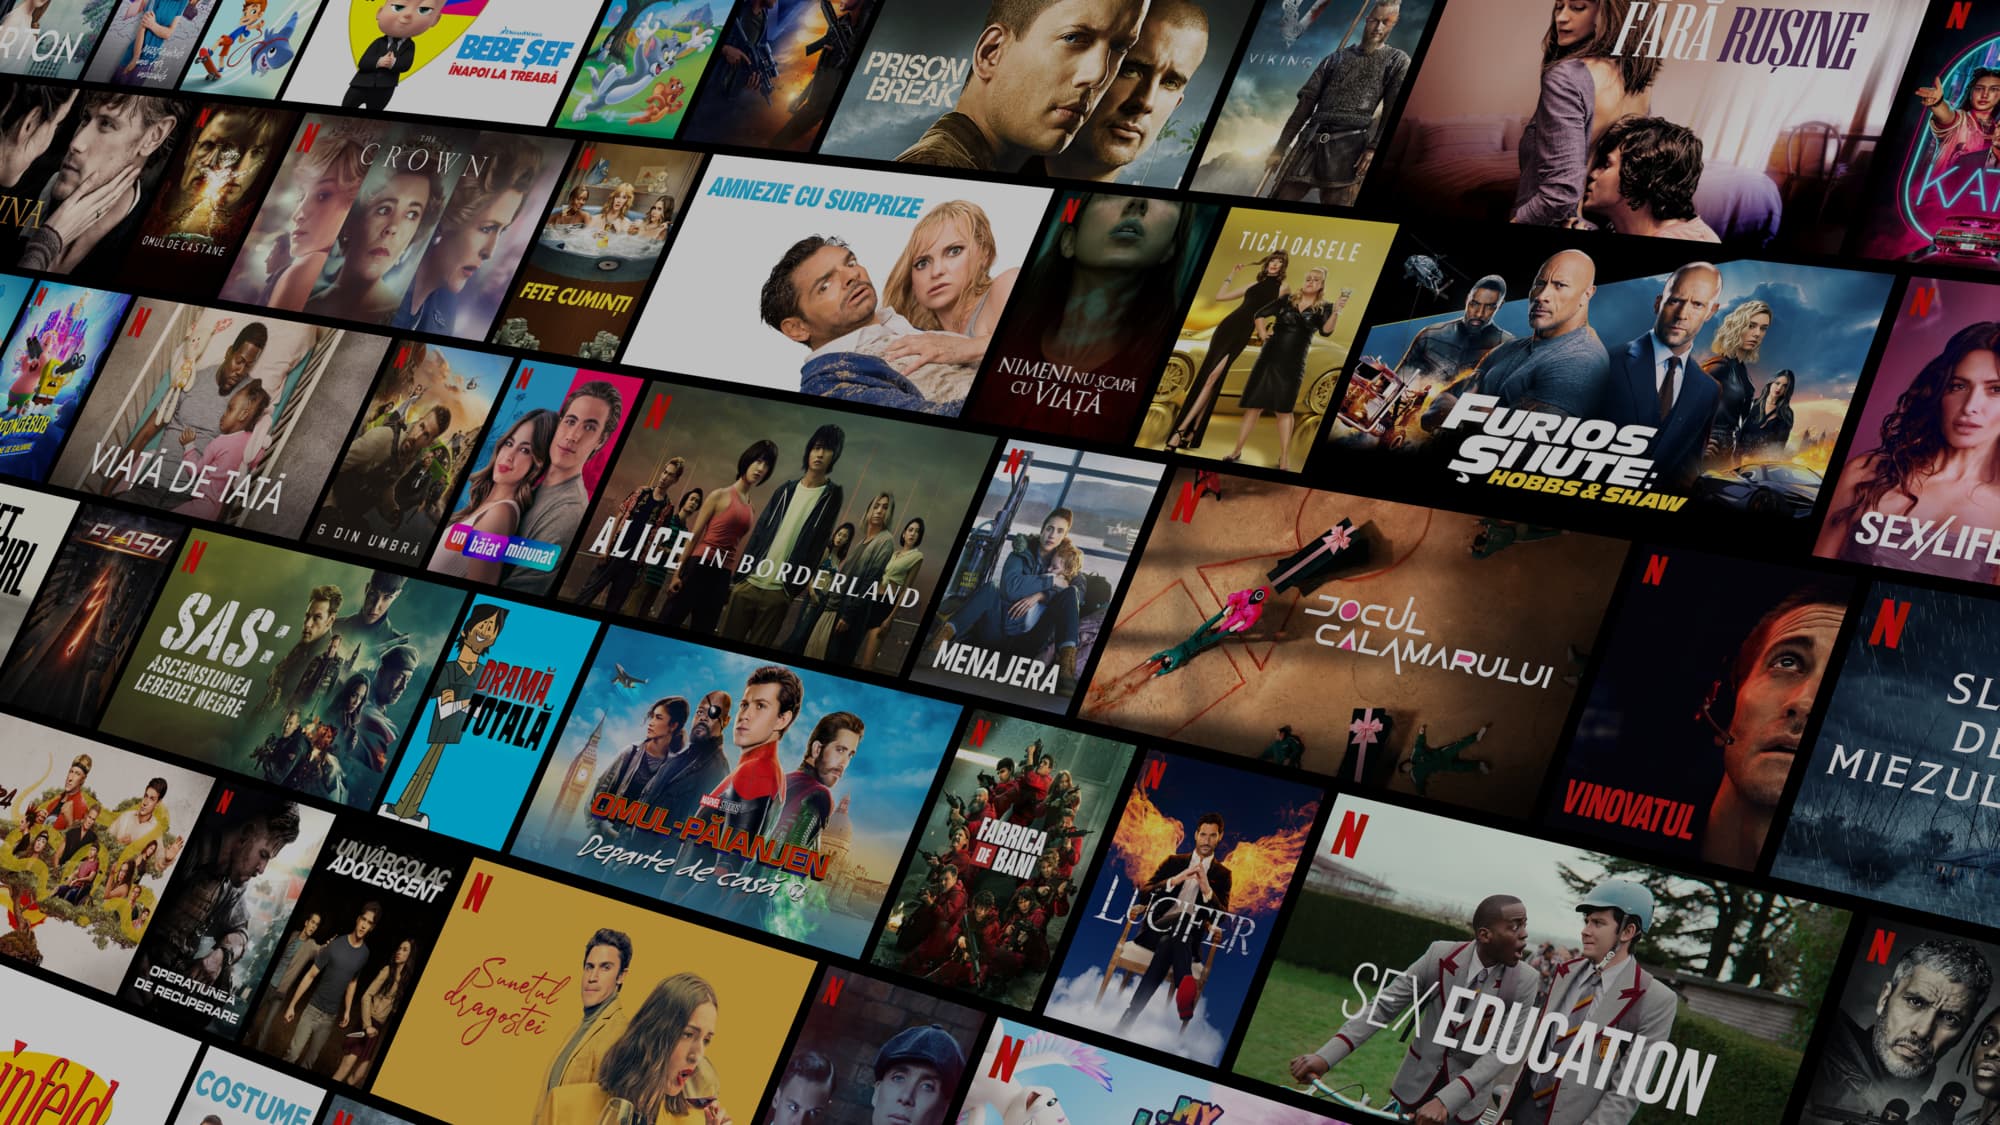 RTON
DREAMWORKS
BEBE ȘEF
ÎNAPOI LA TREABĂ
PRISON
BREAK
VIKING
FĂRĂ RUȘINE
N
KAT
NA
N
OMUL DE CASTANE
N
THE
CROWN
N
FETE CUMINȚI
AMNEZIE CU SURPRIZE
N
NIMENI NU SCAPĂ
CU VIAȚĂ
TICĂLOASELE
FURIOS
ȘI IUTE:
HOBBS & SHAW
N
SEX/LIFE
N
SPONGEBOB
N
VIAȚĂ DE TATĂ
N
6 DIN UMBRĂ
N
un băiat minunat
N
ALICE IN BORDERLAND
N
MENAJERA
N
JOCUL
CALAMARULUI
N
VINOVATUL
N
DE
MIEZUL
ET
IRL
FLASH
N
SAS:
ASCENSIUNEA
LEBEDEI NEGRE
DRAMĂ
TOTALĂ
MARVEL STUDIOS
OMUL-PĂIANJEN
Departe de casă
N
FABRICA
DE BANI
N
LUCIFER
N
SEX EDUCATION
N
N
OPERAȚIUNEA
DE RECUPERARE
UN VÂRCOLAC
ADOLESCENT
N
Sunetul
dragostei
N
N
MY
infeld
COSTUME
N